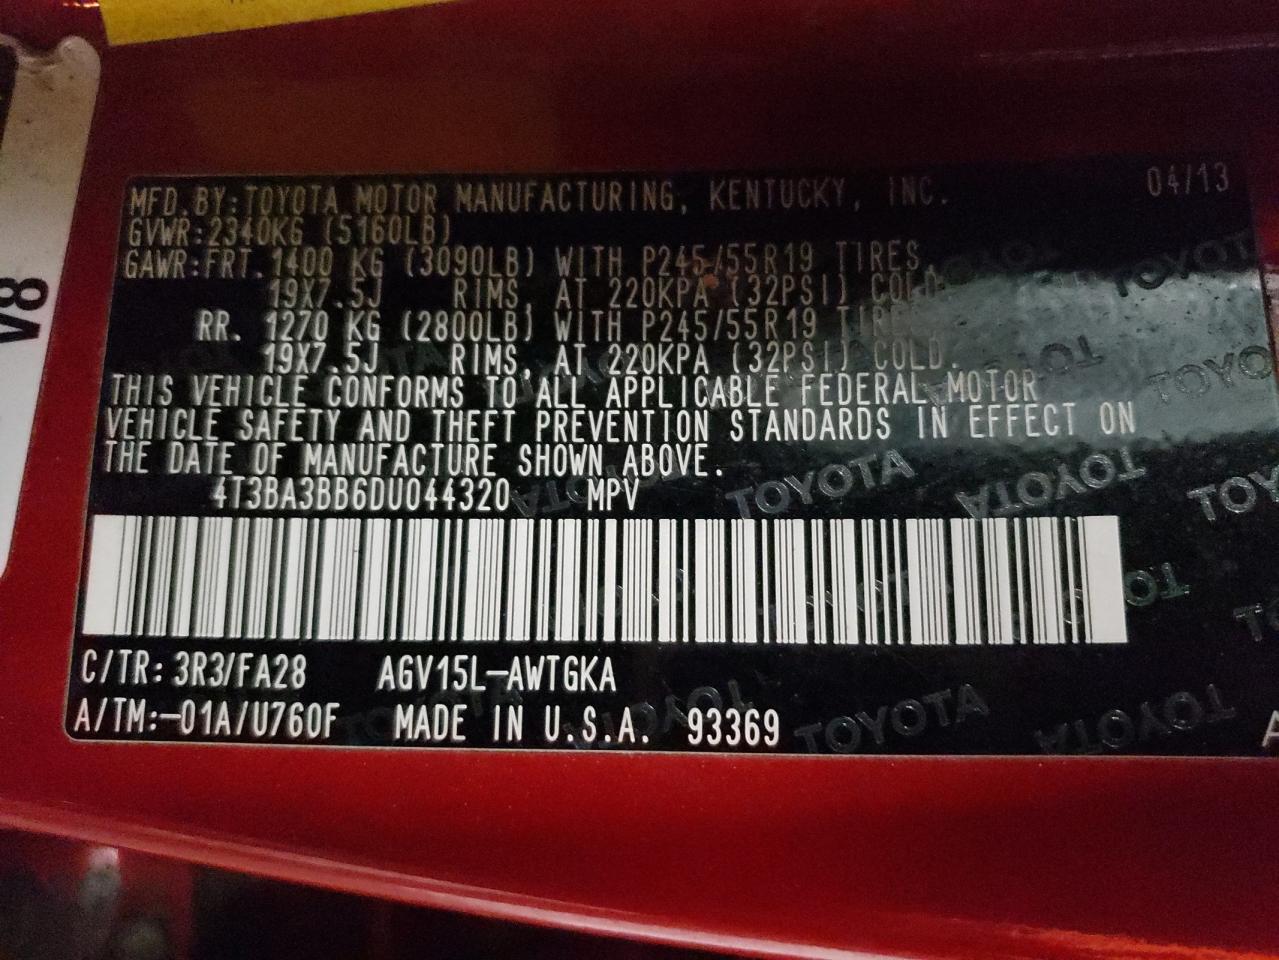 MFD.BY:TOYOTA MOTOR MANUFACTURING, KENTUCKY, INC. 04/13
GVWR:2340KG (5160LB)
GAWR:FRT.1400 KG (3090LB) WITH P245/55R19 TIRES,
19X7.5J RIMS, AT 220KPA (32PSI) COLD.
RR. 1270 KG (2800LB) WITH P245/55R19
19X7.5J RIMS, AT 220KPA (32PSI) COLD.
THIS VEHICLE CONFORMS TO ALL APPLICABLE FEDERAL MOTOR
VEHICLE SAFETY AND THEFT PREVENTION STANDARDS IN EFFECT ON
THE DATE OF MANUFACTURE SHOWN ABOVE.
4T3BA3BB6DU044320 MPV
C/TR: 3R3/FA28 AGV15L-AWTGKA
A/TM:-01A/U760F MADE IN U.S.A. 93369
V8
TOYOTA
TOYOTA
TOYOTA
TOYOTA
TOYOTA
TOYOTA